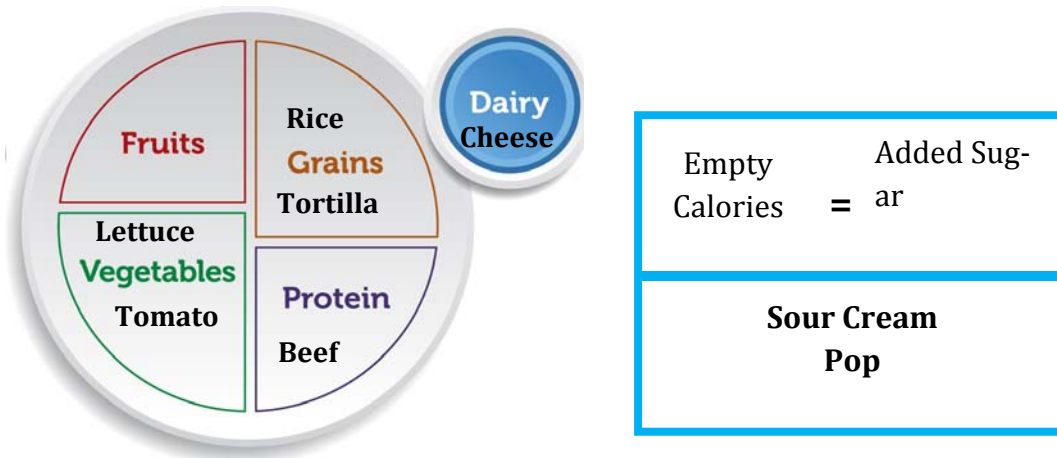 Fruits
Rice
Grains
Tortilla
Dairy
Cheese
Lettuce
Vegetables
Tomato
Protein
Beef
Empty
Calories
=
Added Sug-
ar
Sour Cream
Pop